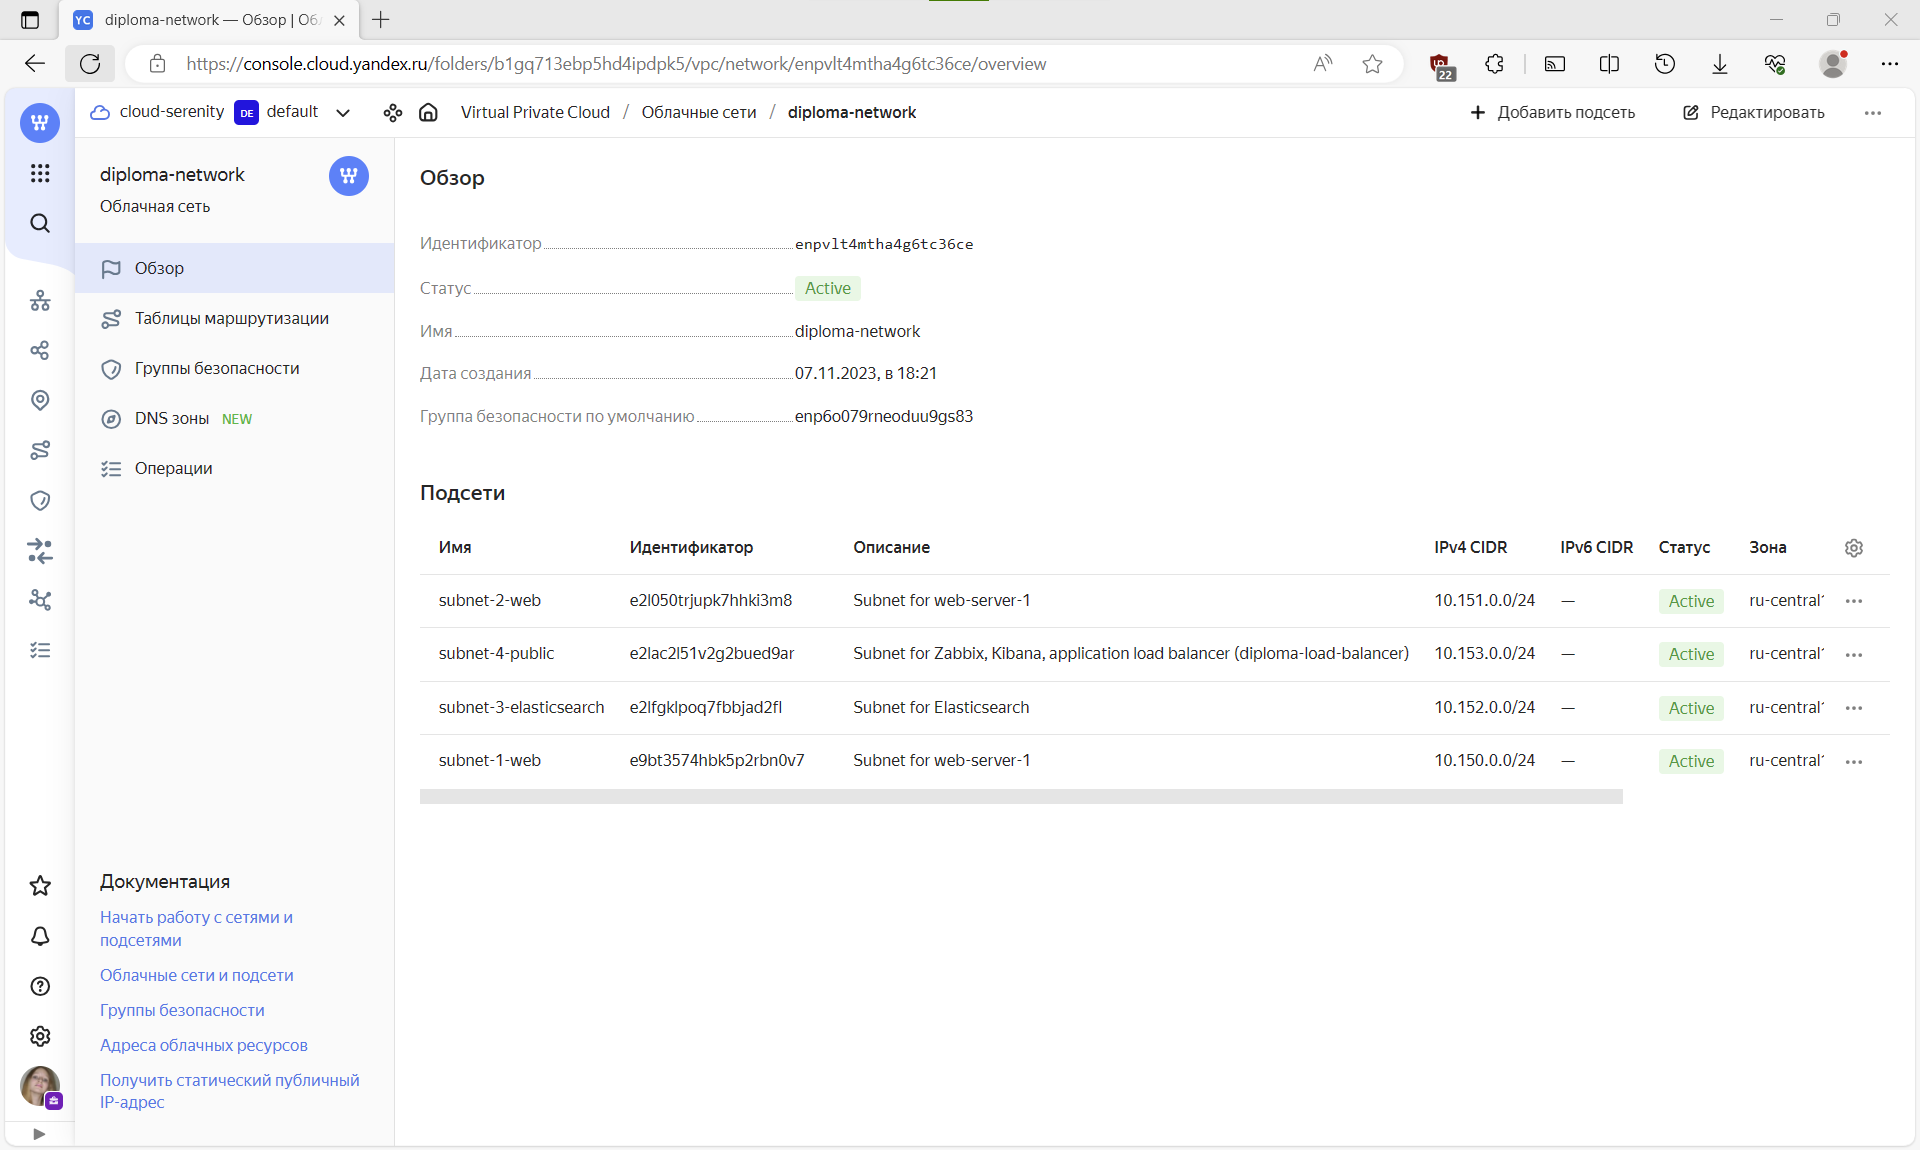 diploma-network — Обзор | Обл
https://console.cloud.yandex.ru/folders/b1gq713ebp5hd4ipdpk5/vpc/network/enpvlt4mtha4g6tc36ce/overview
22
cloud-serenity DE default
Virtual Private Cloud / Облачные сети / diploma-network
Добавить подсеть
Редактировать
diploma-network
Облачная сеть
Обзор
Таблицы маршрутизации
Группы безопасности
DNS зоны NEW
Операции
Документация
Начать работу с сетями и
подсетями
Облачные сети и подсети
Группы безопасности
Адреса облачных ресурсов
Получить статический публичный
IP-адрес
Обзор
Идентификатор enpvlt4mtha4g6tc36ce
Статус Active
Имя diploma-network
Дата создания 07.11.2023, в 18:21
Группа безопасности по умолчанию enp6o079rneoduu9gs83
Подсети
Имя Идентификатор Описание IPv4 CIDR IPv6 CIDR Статус Зона
subnet-2-web e2l050trjupk7hhki3m8 Subnet for web-server-1 10.151.0.0/24 — Active ru-central
subnet-4-public e2lac2l51v2g2bued9ar Subnet for Zabbix, Kibana, application load balancer (diploma-load-balancer) 10.153.0.0/24 — Active ru-central
subnet-3-elasticsearch e2lfgklpoq7fbbjad2fl Subnet for Elasticsearch 10.152.0.0/24 — Active ru-central
subnet-1-web e9bt3574hbk5p2rbn0v7 Subnet for web-server-1 10.150.0.0/24 — Active ru-central